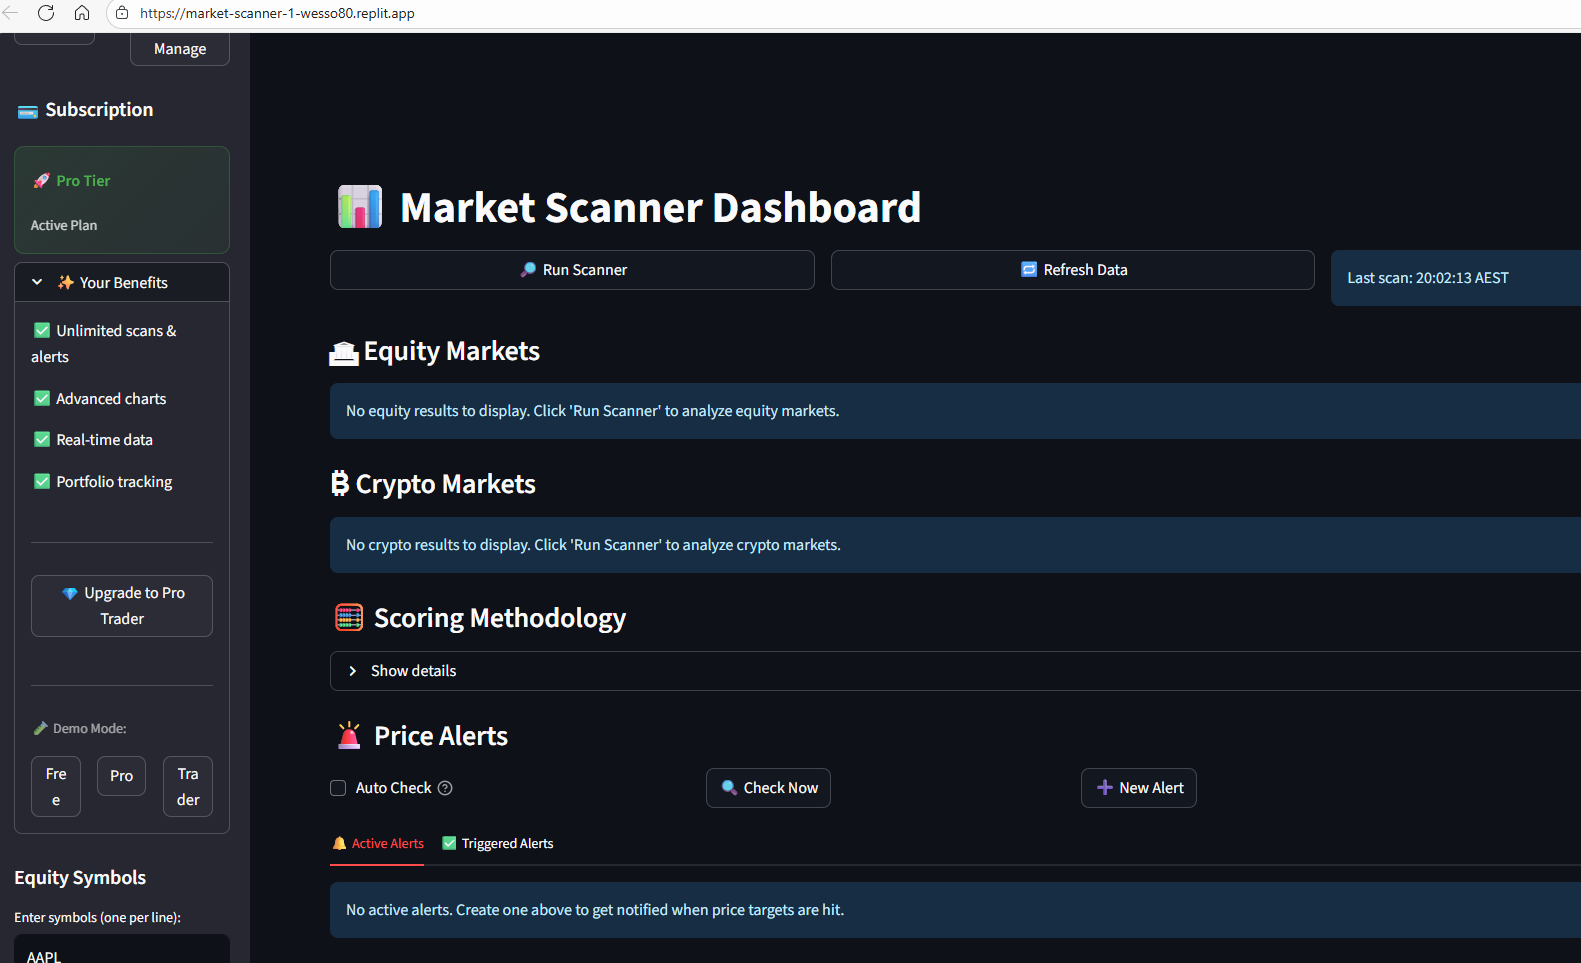 https://market-scanner-1-wesso80.replit.app
Manage
Subscription
Pro Tier
Active Plan
Your Benefits
Unlimited scans &
alerts
Advanced charts
Real-time data
Portfolio tracking
Upgrade to Pro
Trader
Demo Mode:
Fre
e
Pro
Tra
der
Equity Symbols
Enter symbols (one per line):
AAPL
Market Scanner Dashboard
Run Scanner
Refresh Data
Last scan: 20:02:13 AEST
Equity Markets
No equity results to display. Click 'Run Scanner' to analyze equity markets.
₿ Crypto Markets
No crypto results to display. Click 'Run Scanner' to analyze crypto markets.
Scoring Methodology
Show details
Price Alerts
Auto Check
Check Now
New Alert
Active Alerts
Triggered Alerts
No active alerts. Create one above to get notified when price targets are hit.